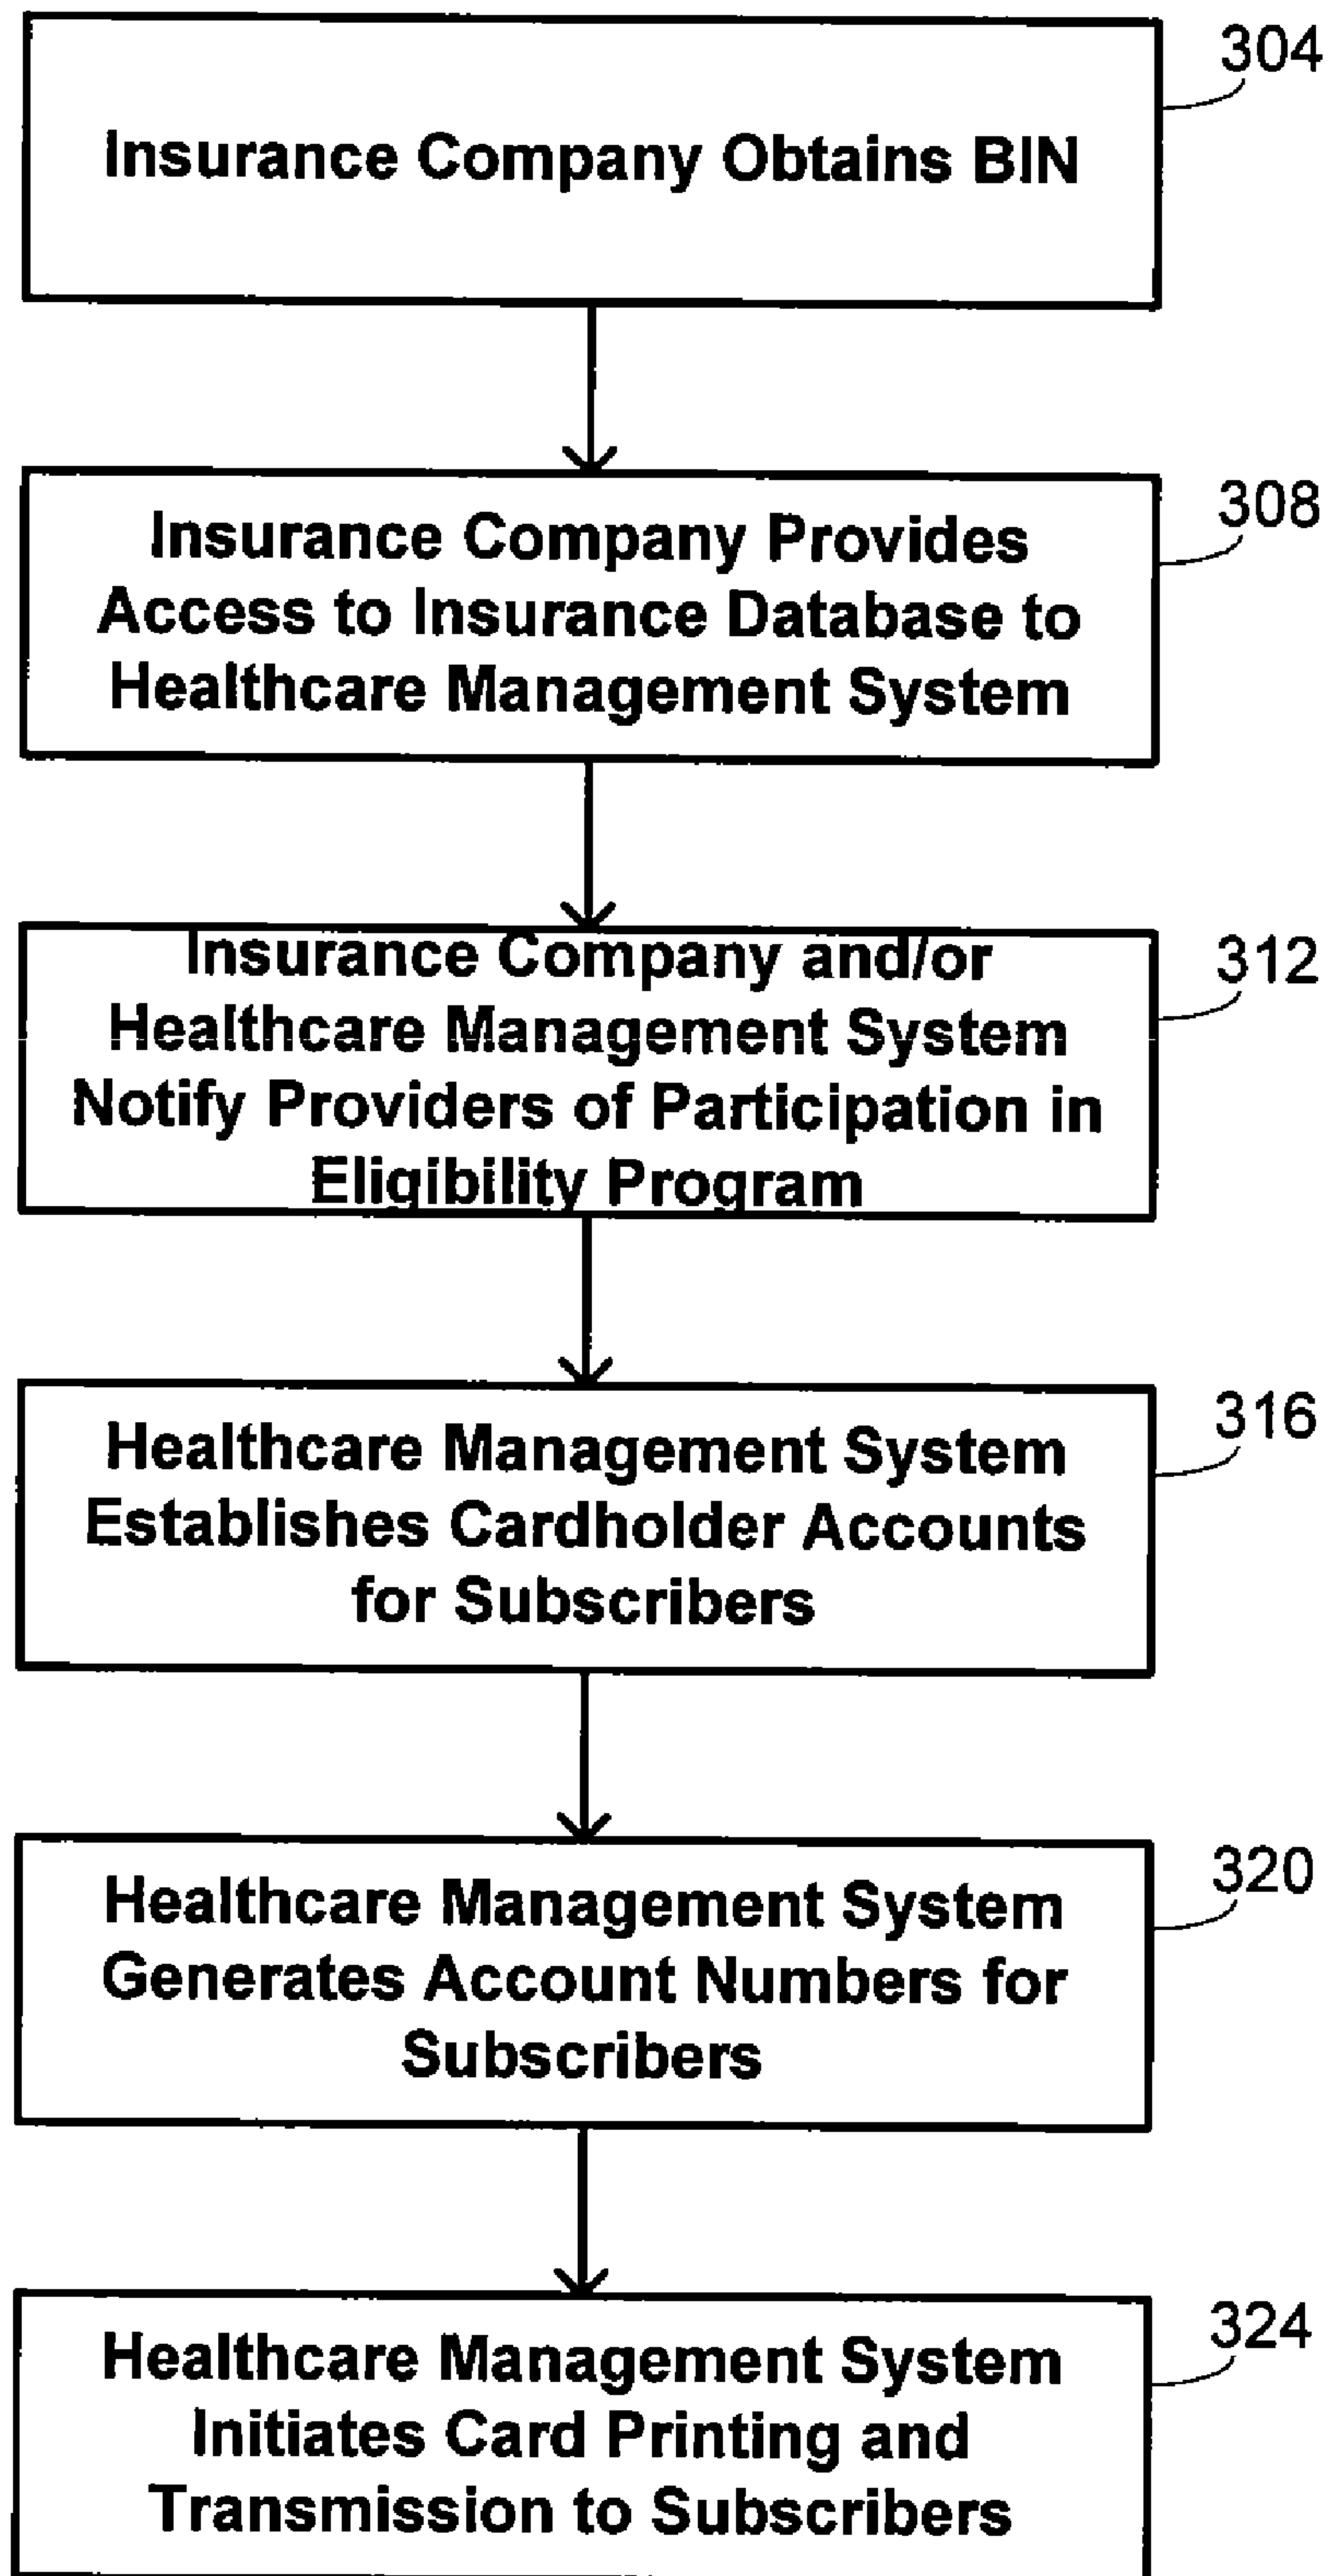 304
Insurance Company Obtains BIN
308
Insurance Company Provides
Access to Insurance Database to
Healthcare Management System
312
Insurance Company and/or
Healthcare Management System
Notify Providers of Participation in
Eligibility Program
316
Healthcare Management System
Establishes Cardholder Accounts
for Subscribers
320
Healthcare Management System
Generates Account Numbers for
Subscribers
324
Healthcare Management System
Initiates Card Printing and
Transmission to Subscribers